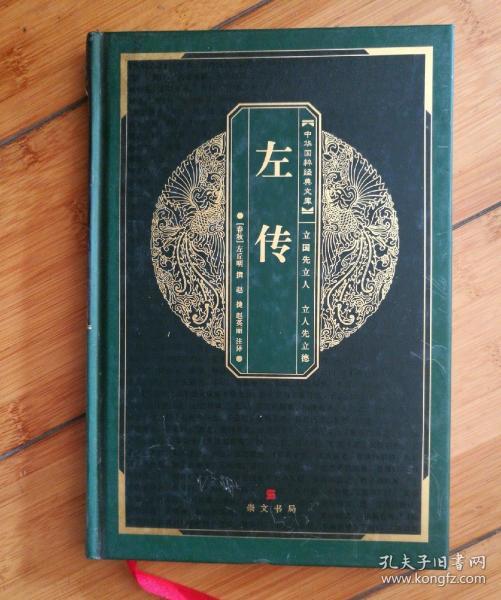 【中华国粹经典文库】
立国先立人 立人先立德
左传
［春秋］左丘明 撰 赵捷 赵英丽 注译
崇文书局
孔夫子旧书网
www.kongfz.com